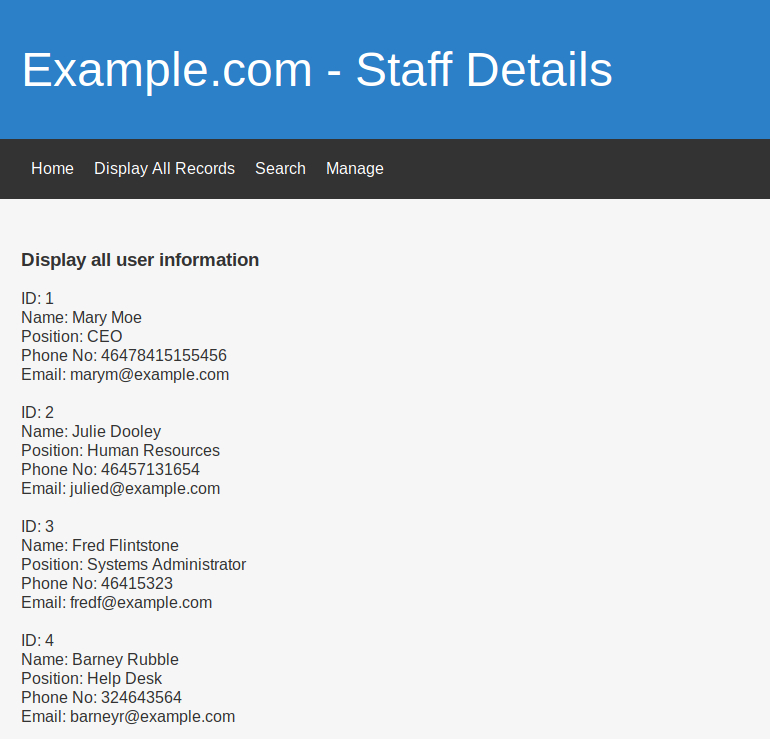 Example.com - Staff Details
Home Display All Records Search Manage
Display all user information
ID: 1
Name: Mary Moe
Position: CEO
Phone No: 46478415155456
Email: marym@example.com
ID: 2
Name: Julie Dooley
Position: Human Resources
Phone No: 46457131654
Email: julied@example.com
ID: 3
Name: Fred Flintstone
Position: Systems Administrator
Phone No: 46415323
Email: fredf@example.com
ID: 4
Name: Barney Rubble
Position: Help Desk
Phone No: 324643564
Email: barneyr@example.com